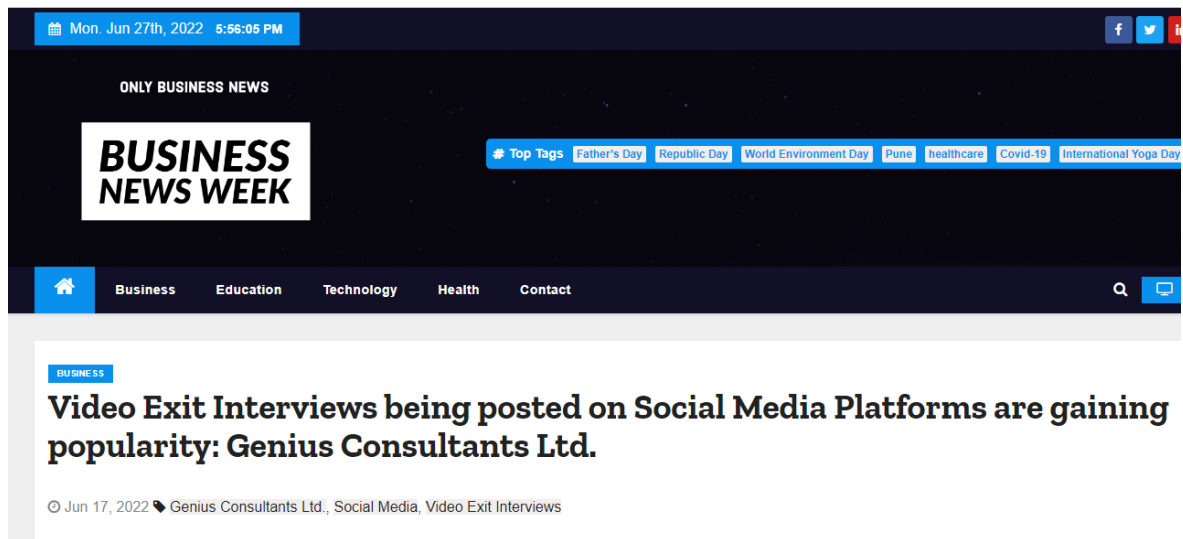 Mon. Jun 27th, 2022 5:56:05 PM
ONLY BUSINESS NEWS
BUSINESS
NEWS WEEK
# Top Tags Father's Day Republic Day World Environment Day Pune healthcare Covid-19 International Yoga Day
Business Education Technology Health Contact
BUSINESS
Video Exit Interviews being posted on Social Media Platforms are gaining
popularity: Genius Consultants Ltd.
Jun 17, 2022 Genius Consultants Ltd., Social Media, Video Exit Interviews